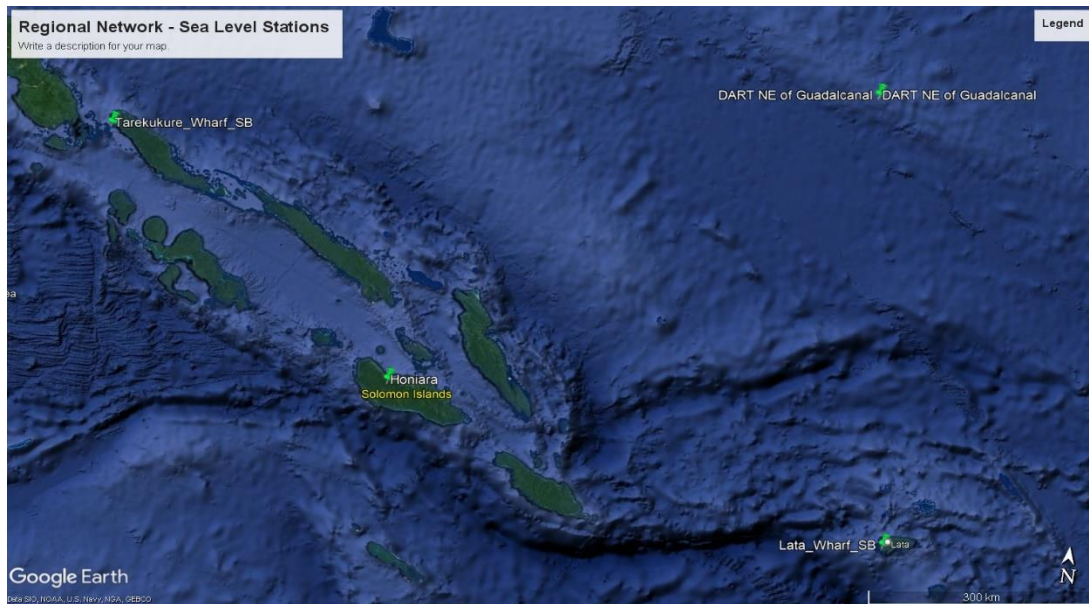 Regional Network - Sea Level Stations
Write a description for your map.
Legend
DART NE of Guadalcanal DART NE of Guadalcanal
Tarekukure_Wharf_SB
ea
Honiara
Solomon Islands
Lata_Wharf_SB Lata
N
Google Earth
Data SIO, NOAA, U.S. Navy, NGA, GEBCO
300 km